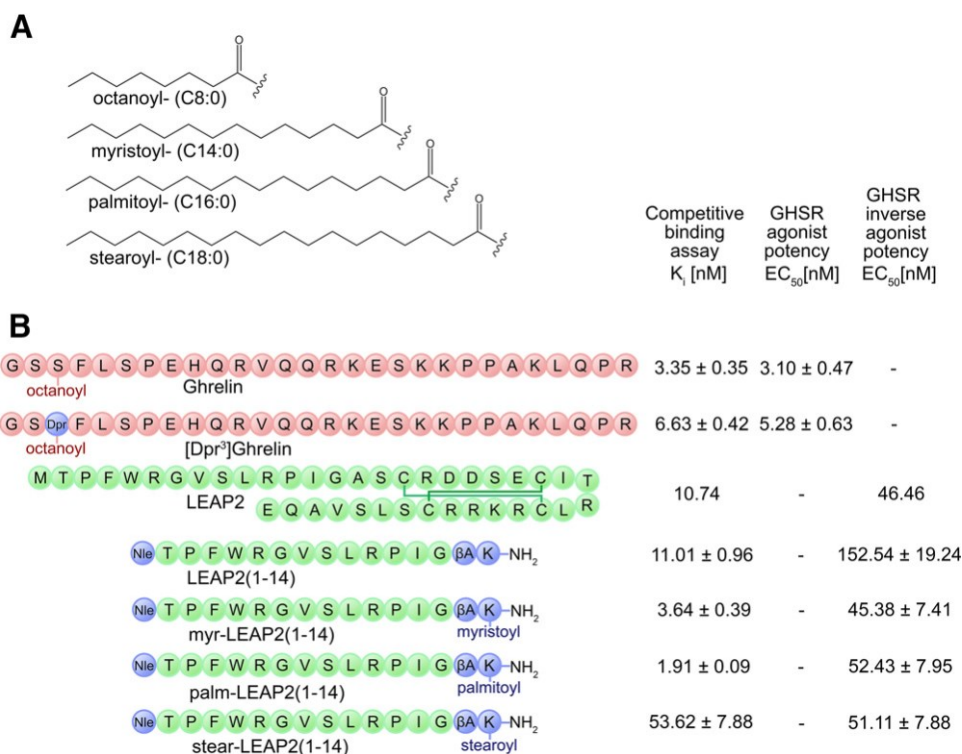 A
O
octanoyl- (C8:0)
O
myristoyl- (C14:0)
O
palmitoyl- (C16:0)
O
stearoyl- (C18:0)
Competitive binding assay Kᵢ [nM]
GHSR agonist potency EC₅₀[nM]
GHSR inverse agonist potency EC₅₀[nM]
B
G S S F L S P E H Q R V Q Q R K E S K K P P A K L Q P R 3.35 ± 0.35 3.10 ± 0.47 -
octanoyl Ghrelin
G S Dpr F L S P E H Q R V Q Q R K E S K K P P A K L Q P R 6.63 ± 0.42 5.28 ± 0.63 -
octanoyl [Dpr³]Ghrelin
M T P F W R G V S L R P I G A S C R D D S E C I T
LEAP2 E Q A V S L S C R R K R C L R 10.74 - 46.46
Nle T P F W R G V S L R P I G βA K –NH₂ 11.01 ± 0.96 - 152.54 ± 19.24
LEAP2(1-14)
Nle T P F W R G V S L R P I G βA K –NH₂ 3.64 ± 0.39 - 45.38 ± 7.41
myr-LEAP2(1-14) myristoyl
Nle T P F W R G V S L R P I G βA K –NH₂ 1.91 ± 0.09 - 52.43 ± 7.95
palm-LEAP2(1-14) palmitoyl
Nle T P F W R G V S L R P I G βA K –NH₂ 53.62 ± 7.88 - 51.11 ± 7.88
stear-LEAP2(1-14) stearoyl